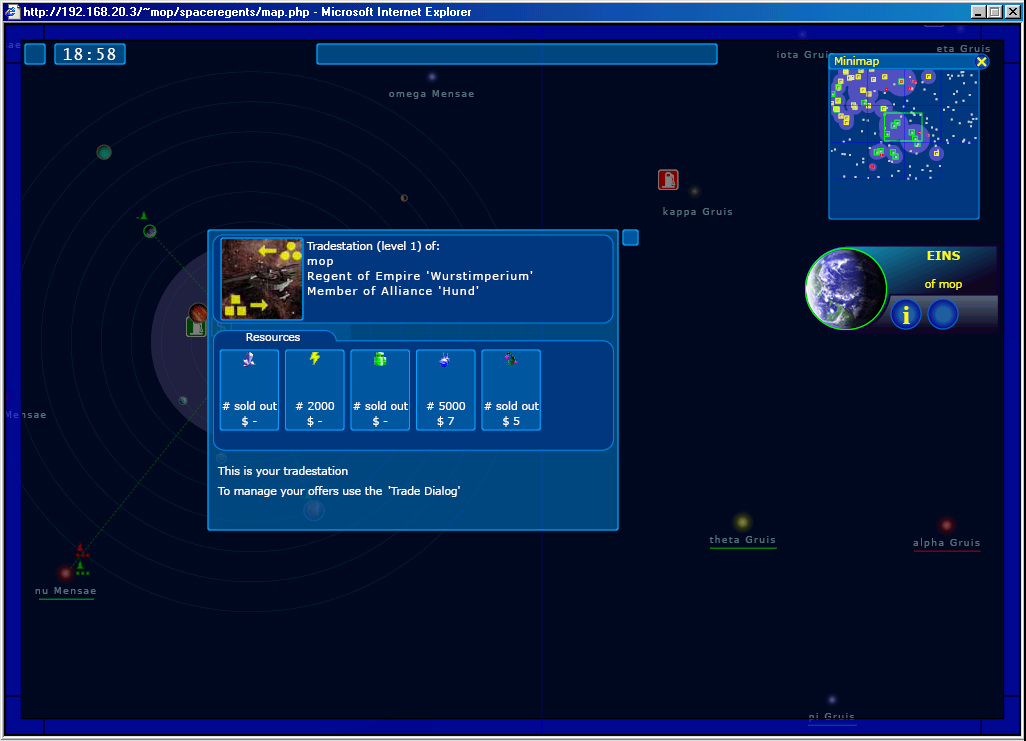 http://192.168.20.3/~mop/spaceregents/map.php - Microsoft Internet Explorer
18:58
iota Gruis
eta Gruis
Minimap
omega Mensae
kappa Gruis
EINS
of mop
i
Tradestation (level 1) of:
mop
Regent of Empire 'Wurstimperium'
Member of Alliance 'Hund'
Resources
# sold out
$ -
# 2000
$ -
# sold out
$ -
# 5000
$ 7
# sold out
$ 5
This is your tradestation
To manage your offers use the 'Trade Dialog'
Mensae
theta Gruis
alpha Gruis
nu Mensae
pi Gruis